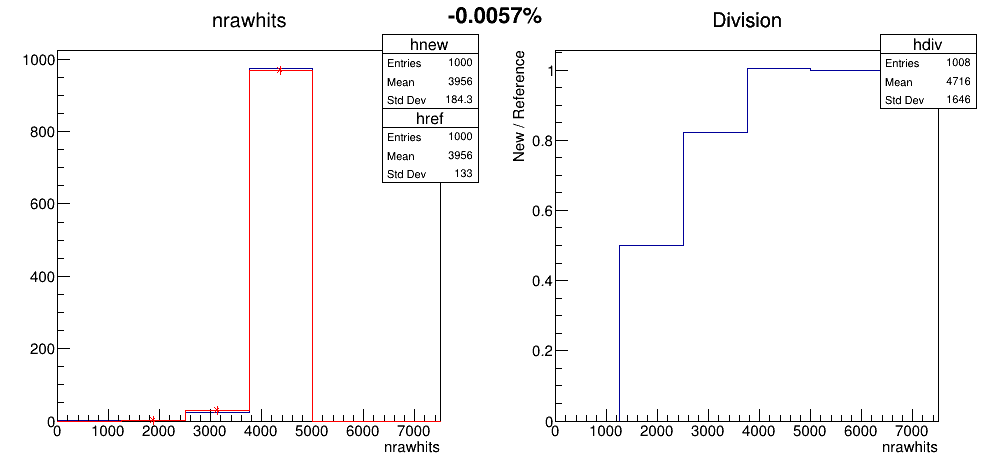 -0.0057%
nrawhits
hnew
Entries 1000
Mean 3956
Std Dev 184.3
href
Entries 1000
Mean 3956
Std Dev 133
1000
800
600
400
200
0
0 1000 2000 3000 4000 5000 6000 7000
nrawhits
Division
hdiv
Entries 1008
Mean 4716
Std Dev 1646
New / Reference
1
0.8
0.6
0.4
0.2
0
0 1000 2000 3000 4000 5000 6000 7000
nrawhits